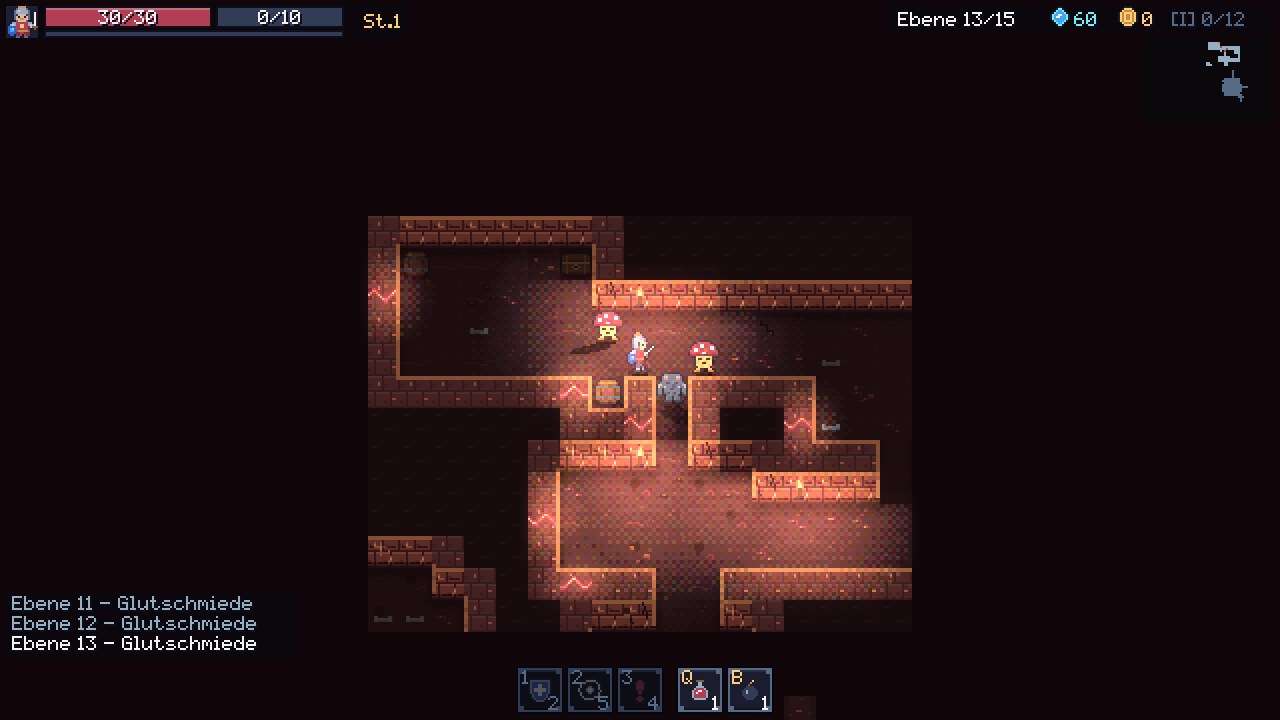 30/30 0/10 St.1 Ebene 13/15 60 0 [I] 0/12
Ebene 11 – Glutschmiede
Ebene 12 – Glutschmiede
Ebene 13 – Glutschmiede
1 2 3 Q B
2 5 4 1 1